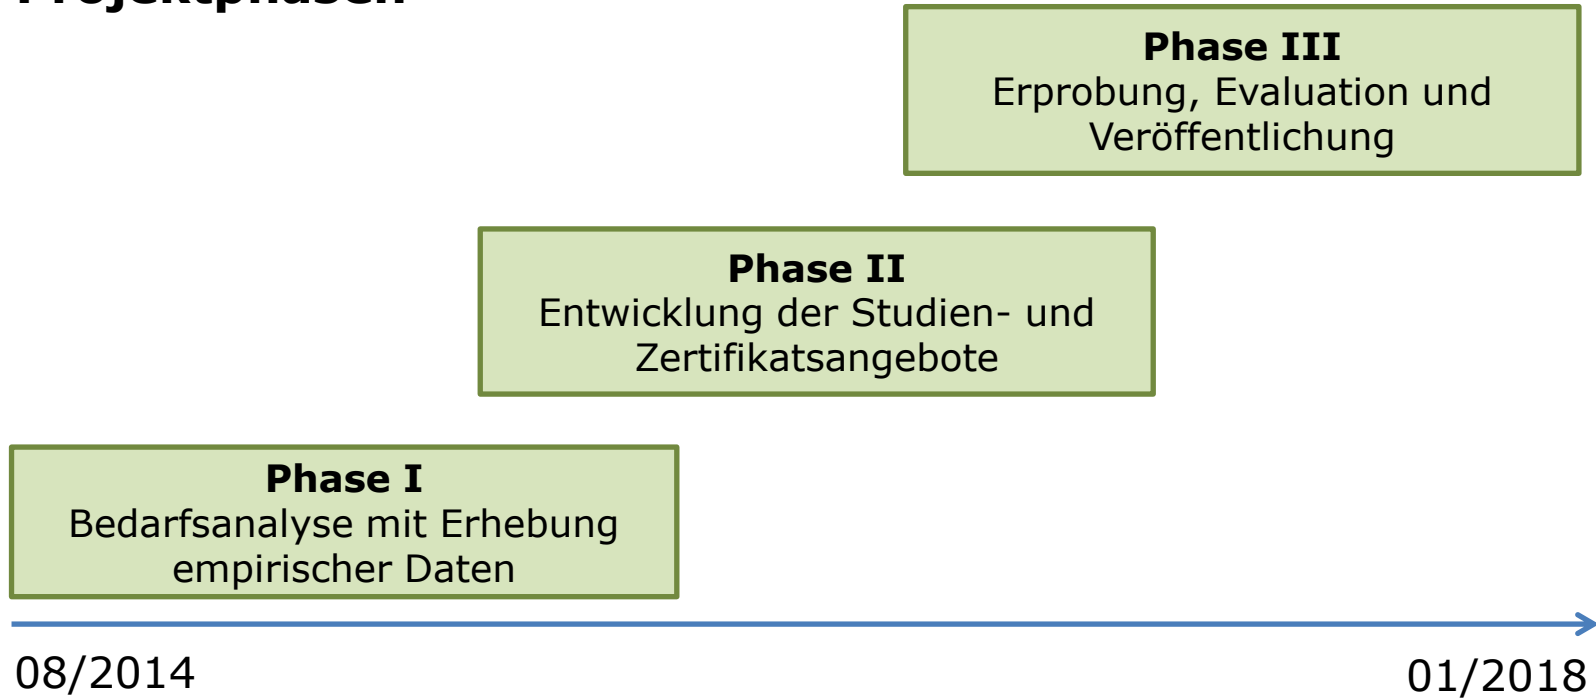 Projektphasen
Phase III
Erprobung, Evaluation und
Veröffentlichung
Phase II
Entwicklung der Studien- und
Zertifikatsangebote
Phase I
Bedarfsanalyse mit Erhebung
empirischer Daten
08/2014
01/2018